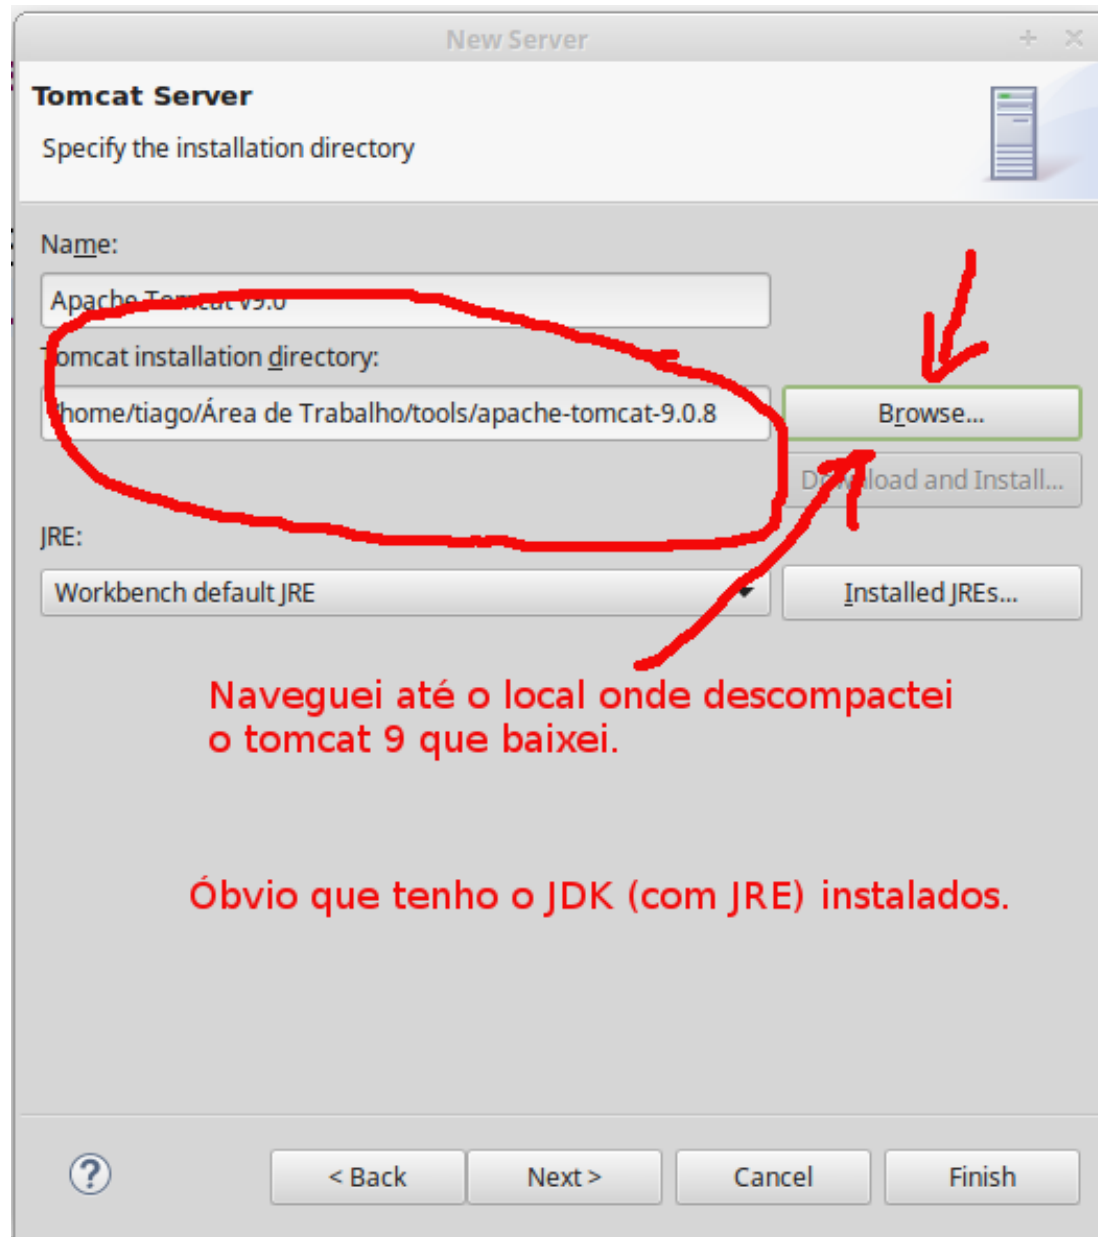 New Server
Tomcat Server
Specify the installation directory
Name:
Apache Tomcat v9.0
Tomcat installation directory:
/home/tiago/Área de Trabalho/tools/apache-tomcat-9.0.8
Browse...
Download and Install...
JRE:
Workbench default JRE
Installed JREs...
Naveguei até o local onde descompactei
o tomcat 9 que baixei.
Óbvio que tenho o JDK (com JRE) instalados.
?
< Back
Next >
Cancel
Finish